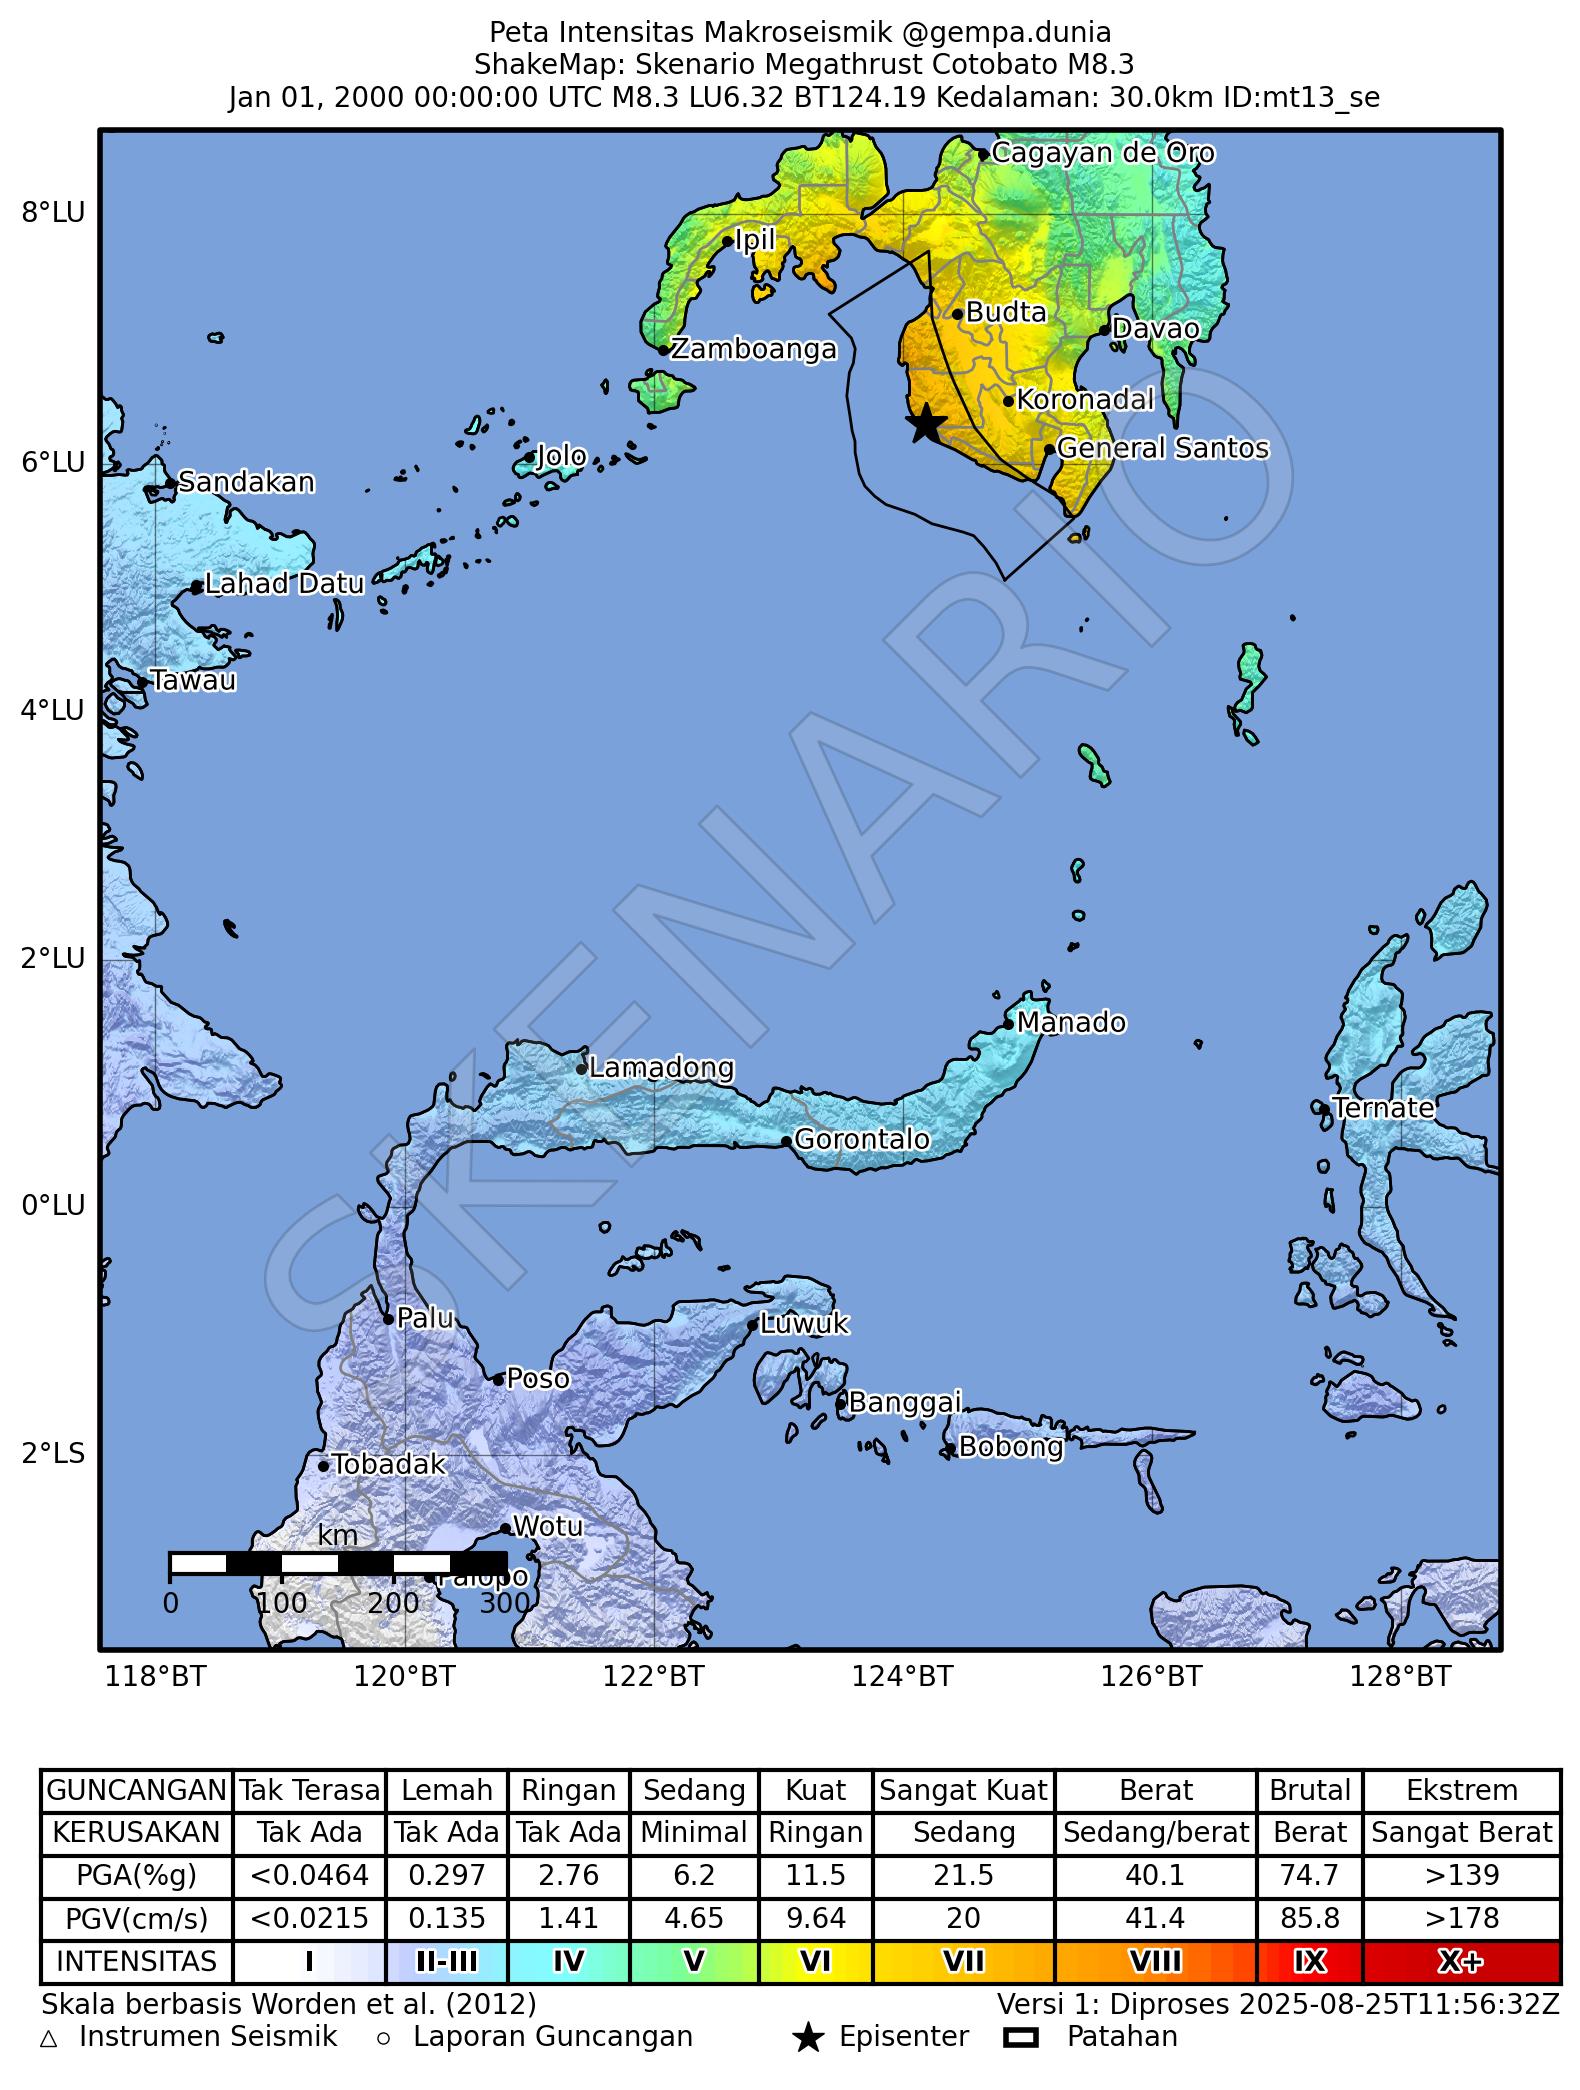 Peta Intensitas Makroseismik @gempa.dunia
ShakeMap: Skenario Megathrust Cotobato M8.3
Jan 01, 2000 00:00:00 UTC M8.3 LU6.32 BT124.19 Kedalaman: 30.0km ID:mt13_se
Cagayan de Oro
8°LU
Ipil
Budta
Davao
Zamboanga
Koronadal
General Santos
Jolo
6°LU
Sandakan
Lahad Datu
Tawau
4°LU
SKENARIO
2°LU
Manado
Lamadong
Ternate
Gorontalo
0°LU
Palu
Luwuk
Poso
Banggai
Bobong
2°LS
Tobadak
Wotu
km
Palopo
0 100 200 300
118°BT 120°BT 122°BT 124°BT 126°BT 128°BT
GUNCANGAN Tak Terasa Lemah Ringan Sedang Kuat Sangat Kuat Berat Brutal Ekstrem
KERUSAKAN Tak Ada Tak Ada Tak Ada Minimal Ringan Sedang Sedang/berat Berat Sangat Berat
PGA(%g) <0.0464 0.297 2.76 6.2 11.5 21.5 40.1 74.7 >139
PGV(cm/s) <0.0215 0.135 1.41 4.65 9.64 20 41.4 85.8 >178
INTENSITAS I II-III IV V VI VII VIII IX X+
Skala berbasis Worden et al. (2012) Versi 1: Diproses 2025-08-25T11:56:32Z
Instrumen Seismik Laporan Guncangan Episenter Patahan